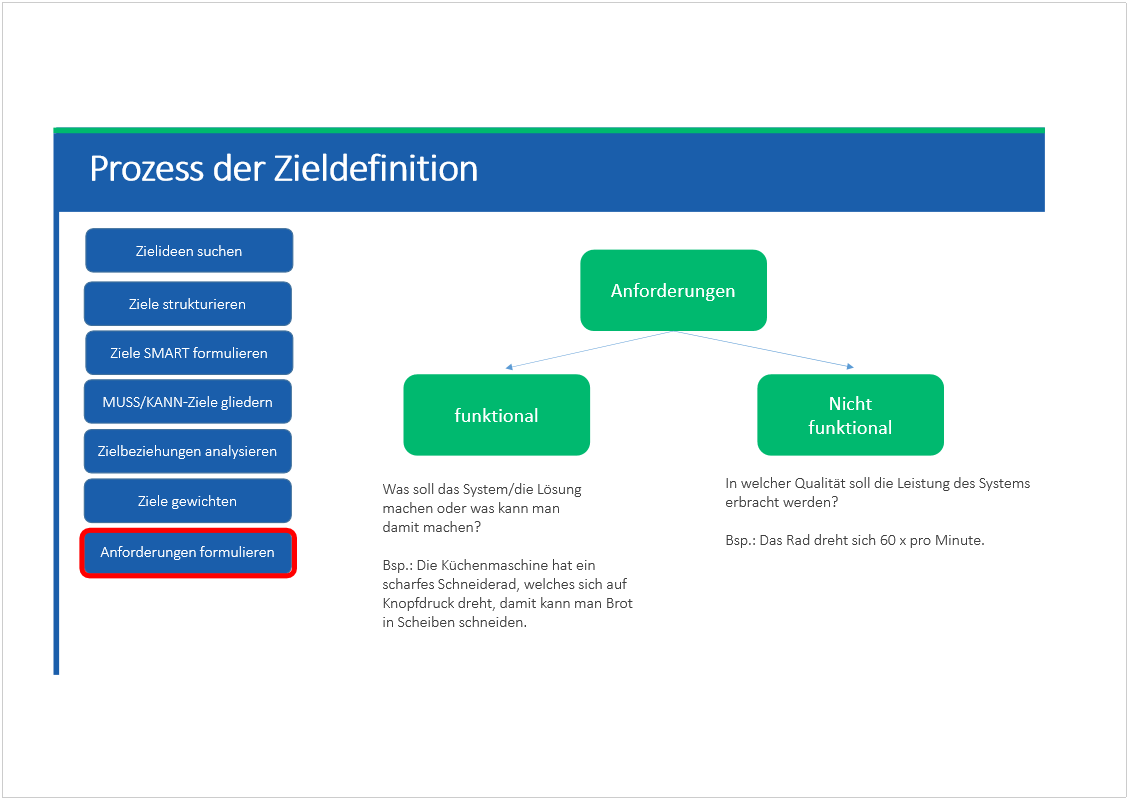 Prozess der Zieldefinition
Zielideen suchen
Ziele strukturieren
Ziele SMART formulieren
MUSS/KANN-Ziele gliedern
Zielbeziehungen analysieren
Ziele gewichten
Anforderungen formulieren
Anforderungen
funktional
Was soll das System/die Lösung
machen oder was kann man
damit machen?
Bsp.: Die Küchenmaschine hat ein
scharfes Schneiderad, welches sich auf
Knopfdruck dreht, damit kann man Brot
in Scheiben schneiden.
Nicht
funktional
In welcher Qualität soll die Leistung des Systems
erbracht werden?
Bsp.: Das Rad dreht sich 60 x pro Minute.